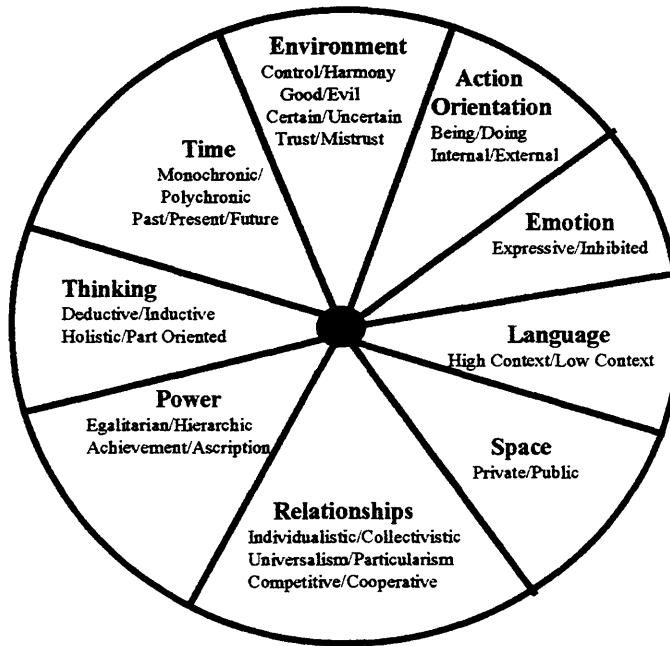 Environment
Control/Harmony
Good/Evil
Certain/Uncertain
Trust/Mistrust
Action
Orientation
Being/Doing
Internal/External
Emotion
Expressive/Inhibited
Language
High Context/Low Context
Space
Private/Public
Relationships
Individualistic/Collectivistic
Universalism/Particularism
Competitive/Cooperative
Power
Egalitarian/Hierarchic
Achievement/Ascription
Thinking
Deductive/Inductive
Holistic/Part Oriented
Time
Monochronic/
Polychronic
Past/Present/Future